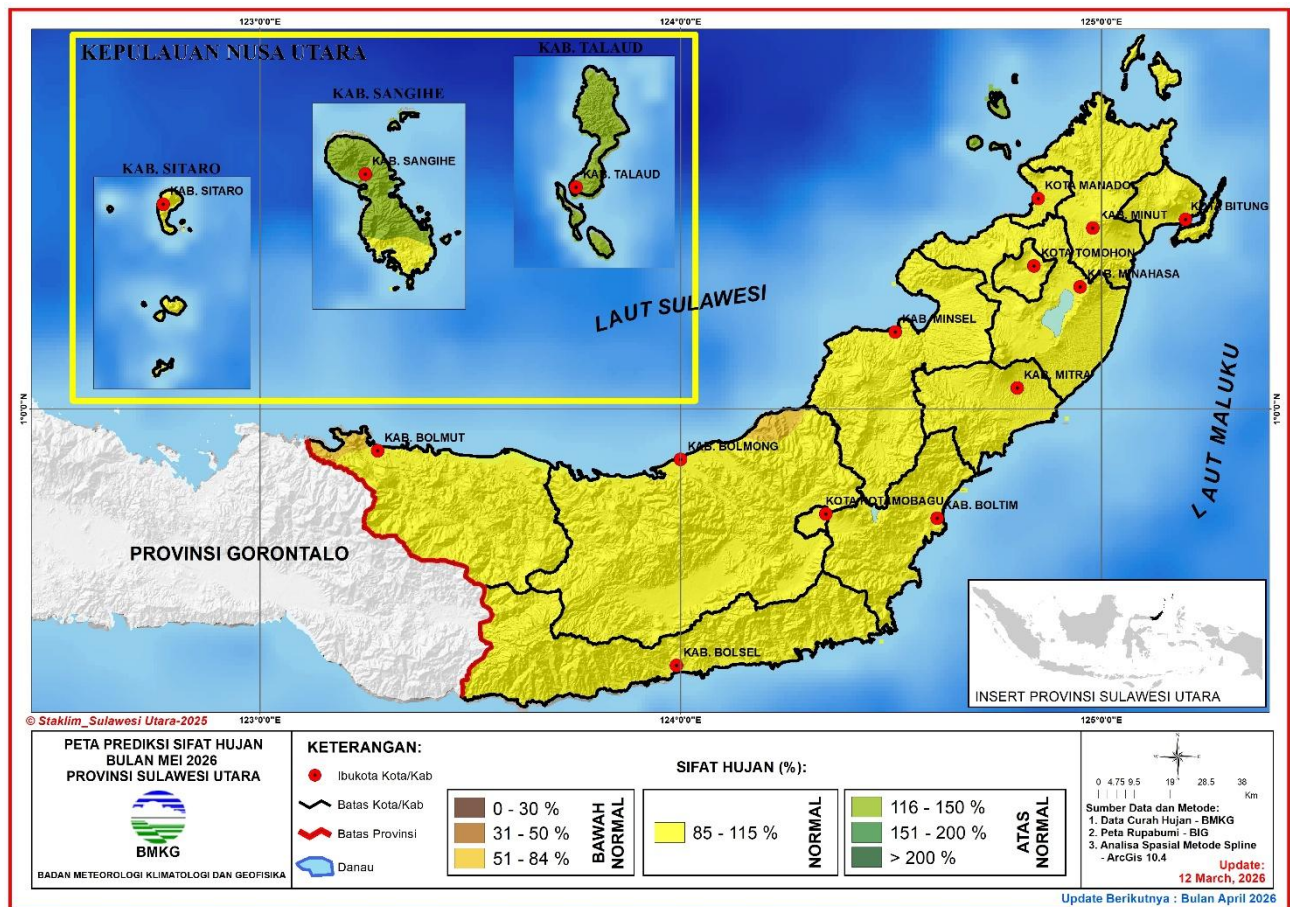 123°0'0"E
124°0'0"E
125°0'0"E
KEPULAUAN NUSA UTARA
KAB. TALAUD
KAB. SANGIHE
KAB. SITARO
KAB. SANGIHE
KAB. TALAUD
KAB. SITARO
KOTA MANADO
KAB. MINUT
KOTA BITUNG
KOTA TOMOHON
KAB. MINAHASA
LAUT SULAWESI
KAB. MINSEL
KAB. MITRA
LAUT MALUKU
1°0'0"N
1°0'0"N
KAB. BOLMUT
KAB. BOLMONG
KOTA KOTAMOBAGU
KAB. BOLTIM
PROVINSI GORONTALO
KAB. BOLSEL
INSERT PROVINSI SULAWESI UTARA
© Staklim_Sulawesi Utara-2025
123°0'0"E
124°0'0"E
125°0'0"E
PETA PREDIKSI SIFAT HUJAN
BULAN MEI 2026
PROVINSI SULAWESI UTARA
BMKG
BADAN METEOROLOGI KLIMATOLOGI DAN GEOFISIKA
KETERANGAN:
Ibukota Kota/Kab
Batas Kota/Kab
Batas Provinsi
Danau
SIFAT HUJAN (%):
0 - 30 %
31 - 50 %
51 - 84 %
BAWAH
NORMAL
85 - 115 %
NORMAL
116 - 150 %
151 - 200 %
> 200 %
ATAS
NORMAL
0 4.75 9.5 19 28.5 38
Km
Sumber Data dan Metode:
1. Data Curah Hujan - BMKG
2. Peta Rupabumi - BIG
3. Analisa Spasial Metode Spline
- ArcGis 10.4
Update:
12 March, 2026
Update Berikutnya : Bulan April 2026